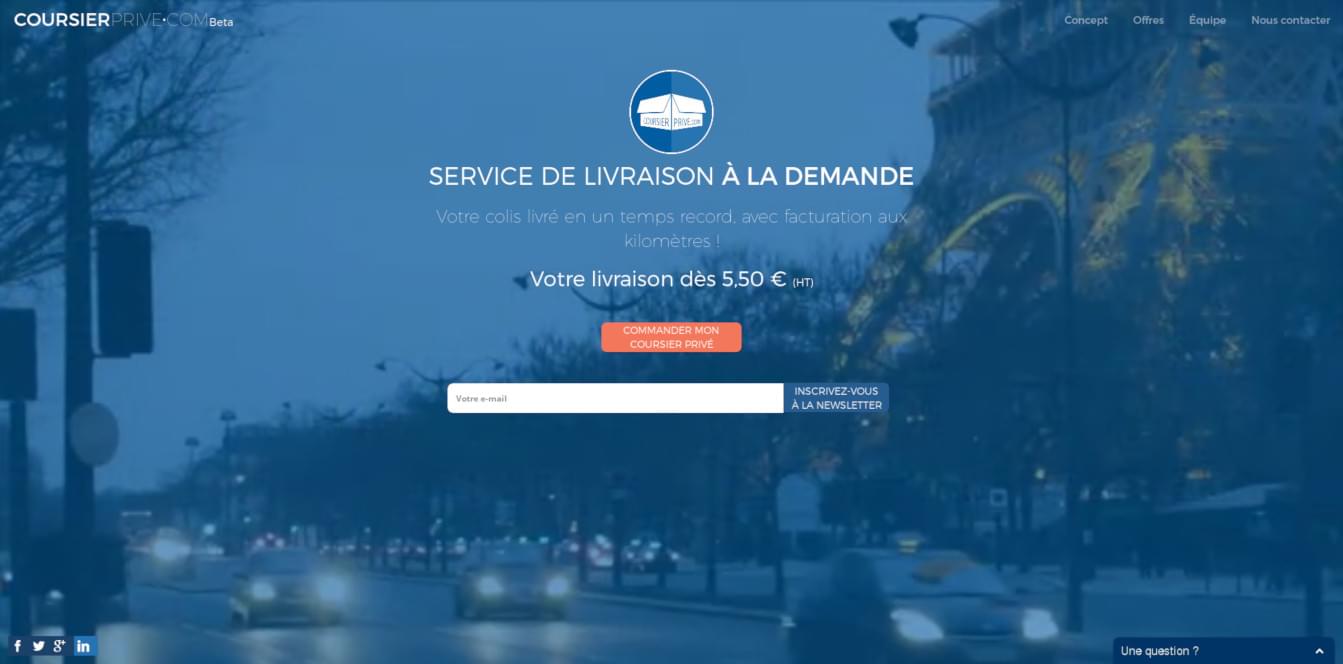 COURSIERPRIVE•COM Beta
Concept Offres Équipe Nous contacter
COURSIER PRIVE.COM
SERVICE DE LIVRAISON À LA DEMANDE
Votre colis livré en un temps record, avec facturation aux
kilomètres !
Votre livraison dès 5,50 € (HT)
COMMANDER MON
COURSIER PRIVÉ
Votre e-mail
INSCRIVEZ-VOUS
À LA NEWSLETTER
Une question ?